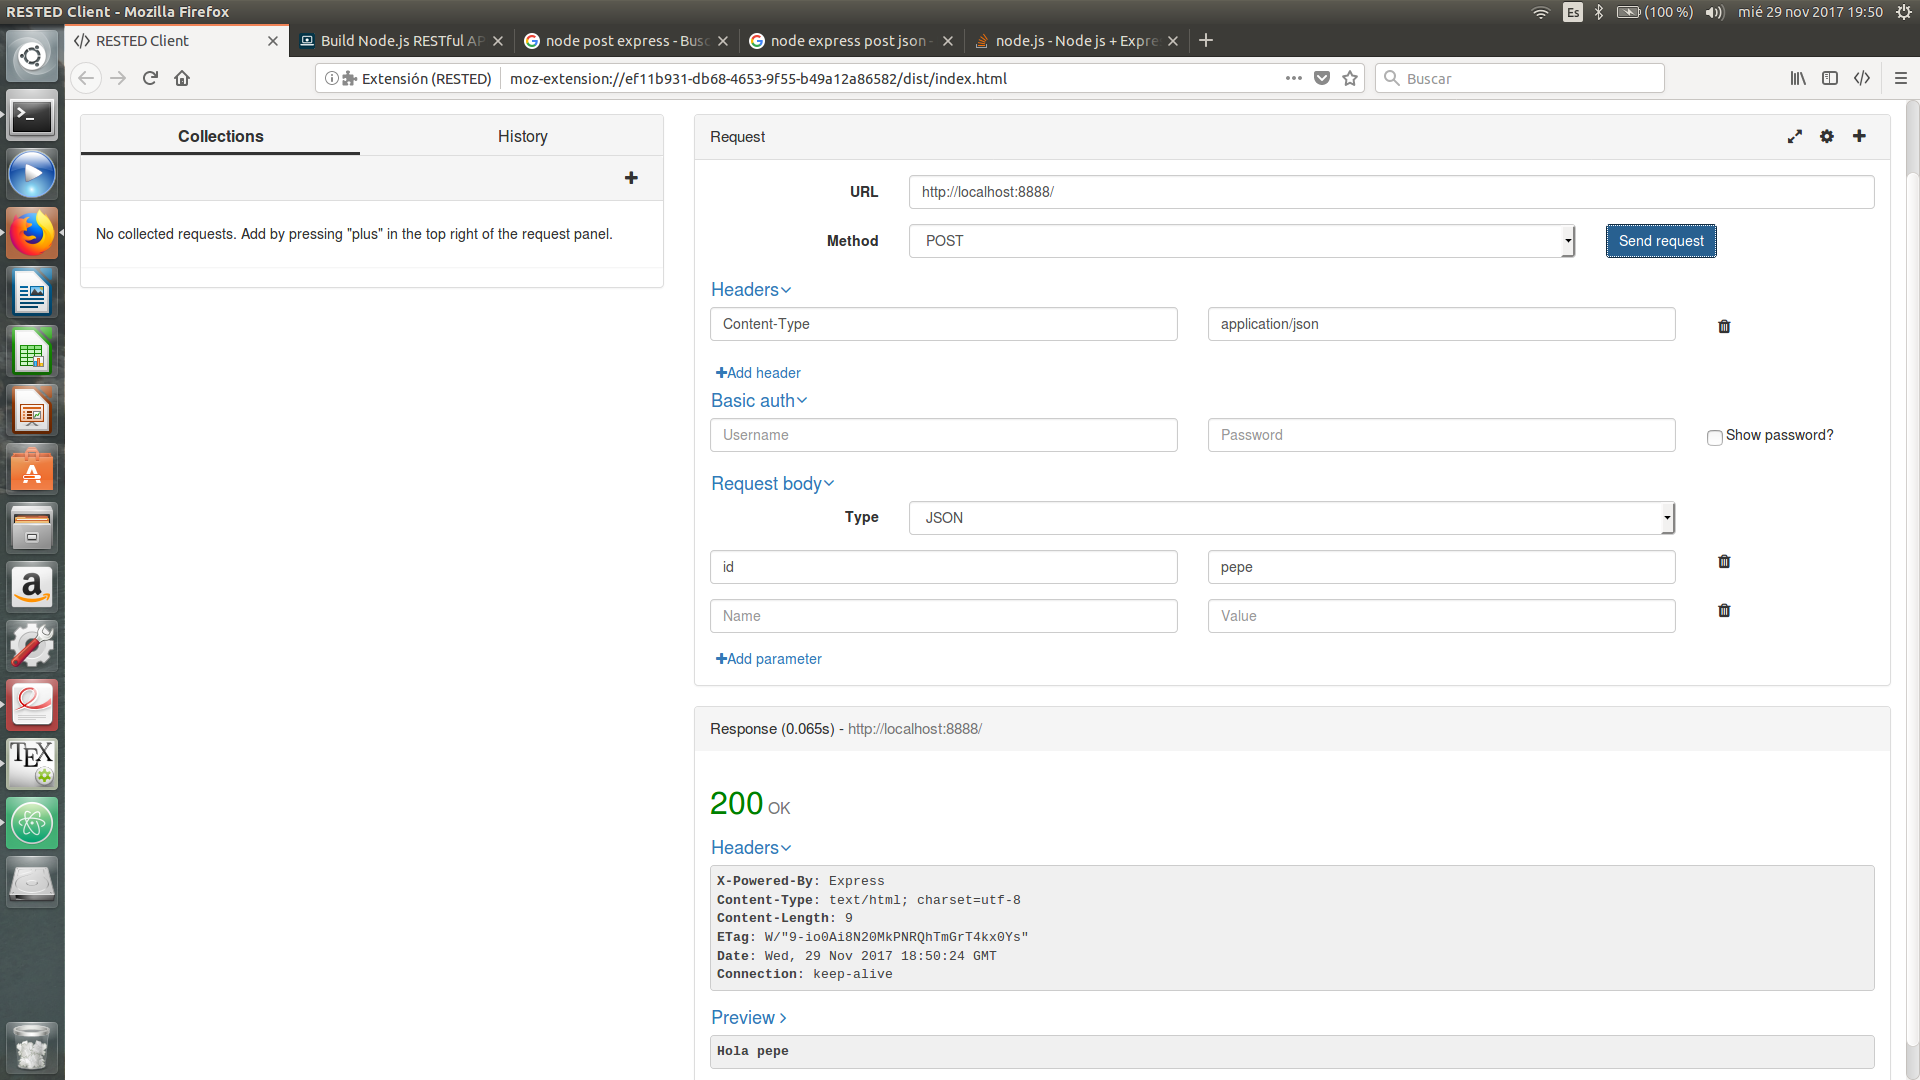 RESTED Client - Mozilla Firefox
Es
(100 %)
mié 29 nov 2017 19:50
RESTED Client
Build Node.js RESTful AP
node post express - Bus
node express post json -
node.js - Node js + Expre
Extensión (RESTED)
moz-extension://ef11b931-db68-4653-9f55-b49a12a86582/dist/index.html
Buscar
Collections
History
No collected requests. Add by pressing "plus" in the top right of the request panel.
Request
URL
http://localhost:8888/
Method
POST
Send request
Headers
Content-Type
application/json
Add header
Basic auth
Username
Password
Show password?
Request body
Type
JSON
id
pepe
Name
Value
Add parameter
Response (0.065s) - http://localhost:8888/
200 OK
Headers
X-Powered-By: Express
Content-Type: text/html; charset=utf-8
Content-Length: 9
ETag: W/"9-io0Ai8N20MkPNRQhTmGrT4kx0Ys"
Date: Wed, 29 Nov 2017 18:50:24 GMT
Connection: keep-alive
Preview
Hola pepe
TEX